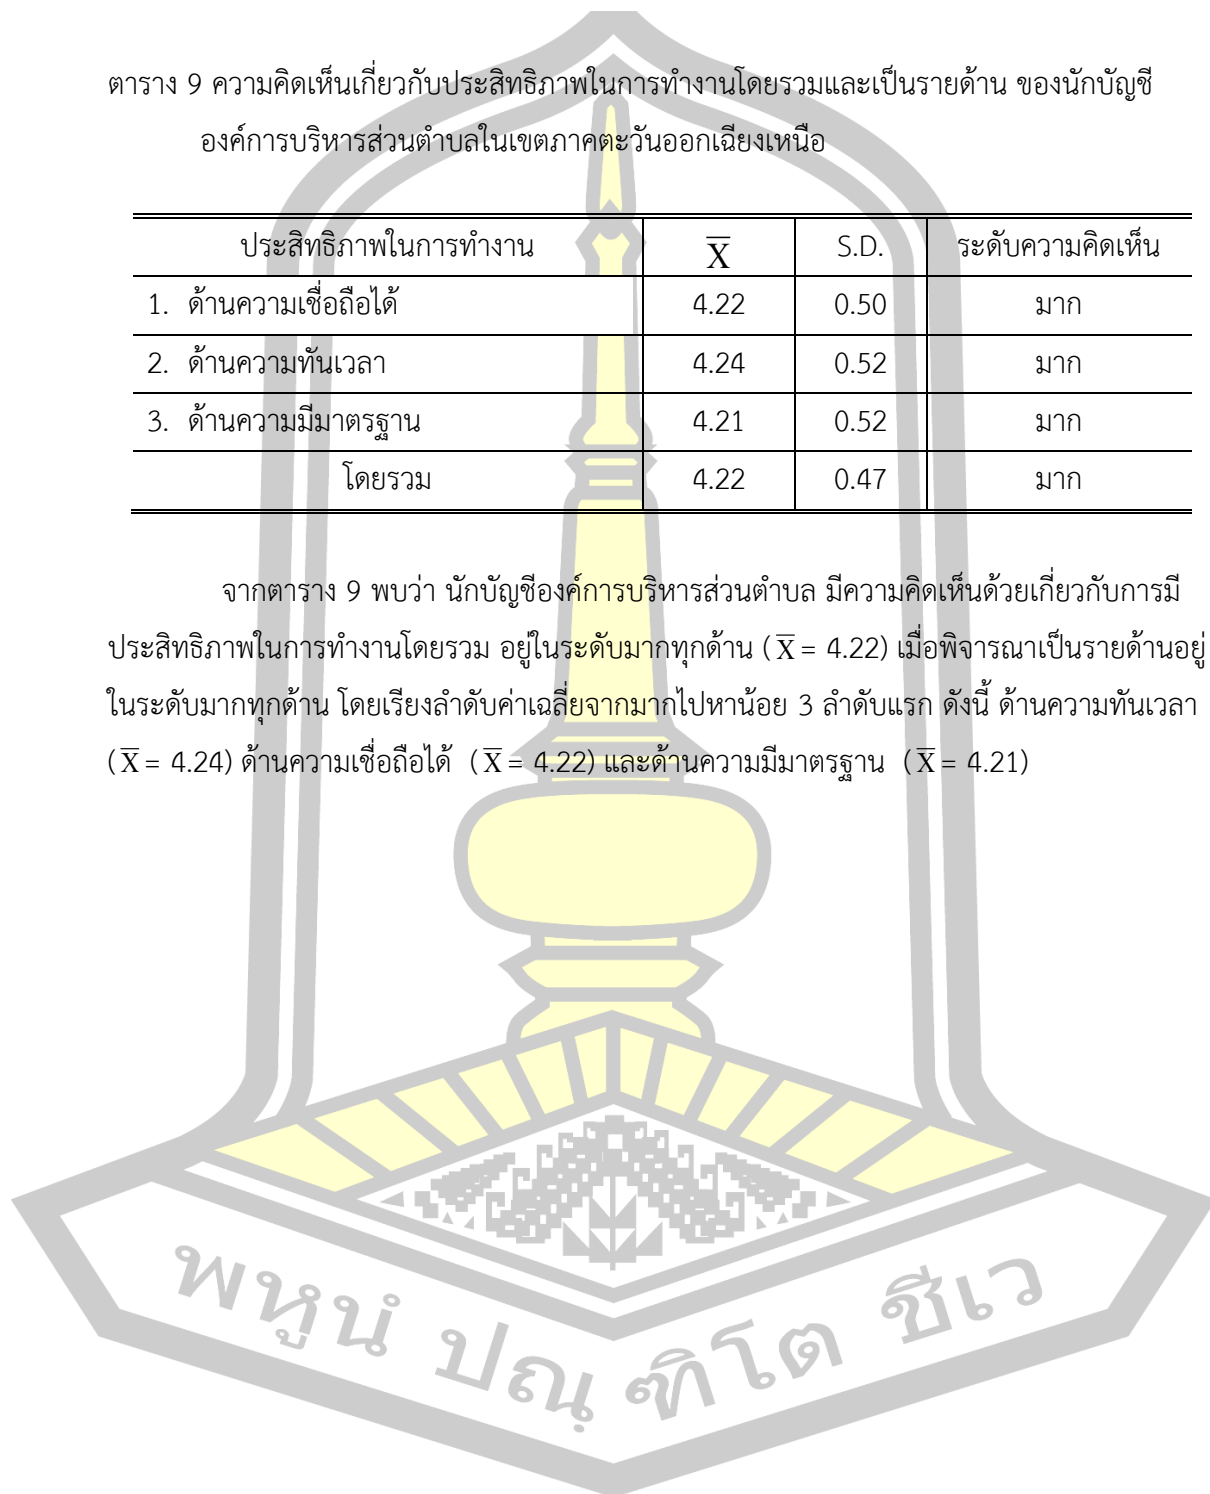 ตาราง 9 ความคิดเห็นเกี่ยวกับประสิทธิภาพในการทำงานโดยรวมและเป็นรายด้าน ของนักบัญชี
องค์การบริหารส่วนตำบลในเขตภาคตะวันออกเฉียงเหนือ
ประสิทธิภาพในการทำงาน X̅ S.D. ระดับความคิดเห็น
1. ด้านความเชื่อถือได้ 4.22 0.50 มาก
2. ด้านความทันเวลา 4.24 0.52 มาก
3. ด้านความมีมาตรฐาน 4.21 0.52 มาก
โดยรวม 4.22 0.47 มาก
จากตาราง 9 พบว่า นักบัญชีองค์การบริหารส่วนตำบล มีความคิดเห็นด้วยเกี่ยวกับการมี
ประสิทธิภาพในการทำงานโดยรวม อยู่ในระดับมากทุกด้าน (X̅ = 4.22) เมื่อพิจารณาเป็นรายด้านอยู่
ในระดับมากทุกด้าน โดยเรียงลำดับค่าเฉลี่ยจากมากไปหาน้อย 3 ลำดับแรก ดังนี้ ด้านความทันเวลา
(X̅ = 4.24) ด้านความเชื่อถือได้ (X̅ = 4.22) และด้านความมีมาตรฐาน (X̅ = 4.21)
พหูนํ ปณฺฑิโต ชีเว